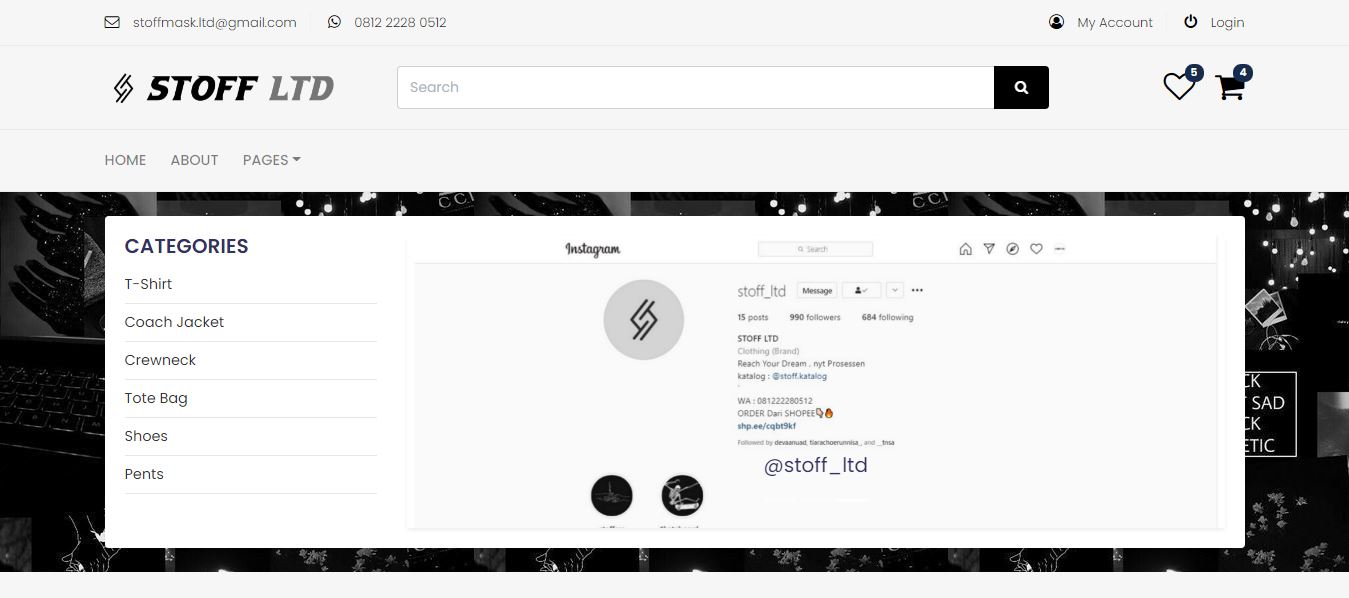 stoffmask.ltd@gmail.com 0812 2228 0512 My Account Login
STOFF LTD Search 5 4
HOME ABOUT PAGES
CATEGORIES
T-Shirt
Coach Jacket
Crewneck
Tote Bag
Shoes
Pents
Instagram Search
stoff_ltd Message
15 posts 990 followers 684 following
STOFF LTD
Clothing (Brand)
Reach Your Dream . nyt Prosessen
katalog : @stoff.katalog
WA : 081222280512
ORDER Dari SHOPEE👇🔥
shp.ee/cqbt9kf
Followed by devaanuad, tiarachoerunnisa_, and __tnsa
@stoff_ltd
CCI
CCI
CK
SAD
CK
ETIC